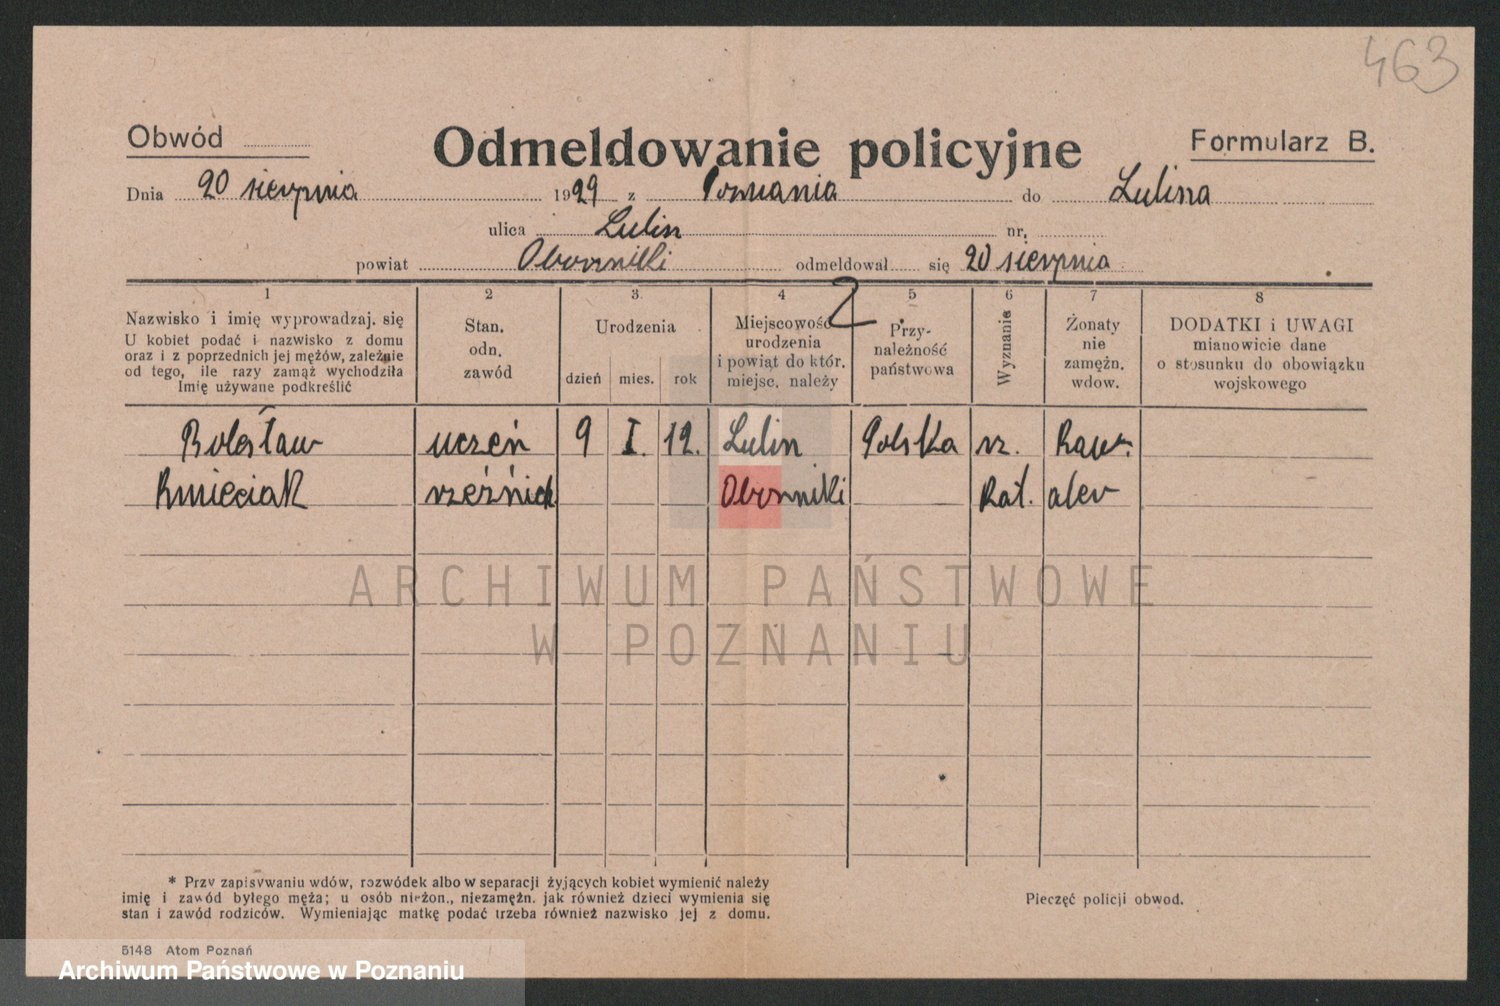 463
Obwód
Odmeldowanie policyjne
Formularz B.
Dnia 20 sierpnia 1929 z Poznania do Lulina
ulica Lulin nr.
powiat Oborniki odmeldował się 20 sierpnia
1 2 3. 4 5 6 7 8
2
Nazwisko i imię wyprowadzaj. się
U kobiet podać i nazwisko z domu
oraz i z poprzednich jej mężów, zależnie
od tego, ile razy zamąż wychodziła
Imię używane podkreślić
Stan.
odn.
zawód
Urodzenia
dzień mies. rok
Miejscowość
urodzenia
i powiąt do któr.
miejsc. należy
Przy-
należność
państwowa
Wyznanie
Żonaty
nie
zamężn.
wdow.
DODATKI i UWAGI
mianowicie dane
o stosunku do obowiązku
wojskowego
Bolesław uczeń 9 I. 12. Lulin Polska rz. Kaw
Kmieciak rzeźnick Oborniki Kat. aler
ARCHIWUM PAŃSTWOWE
W POZNANIU
* Przy zapisywaniu wdów, rozwódek albo w separacji żyjących kobiet wymienić należy
imię i zawód byłego męża; u osób nieżon., niezamężn. jak również dzieci wymienia się
stan i zawód rodziców. Wymieniając matkę podać trzeba również nazwisko jej z domu.
Pieczęć policji obwod.
5148 Atom Poznań
Archiwum Państwowe w Poznaniu